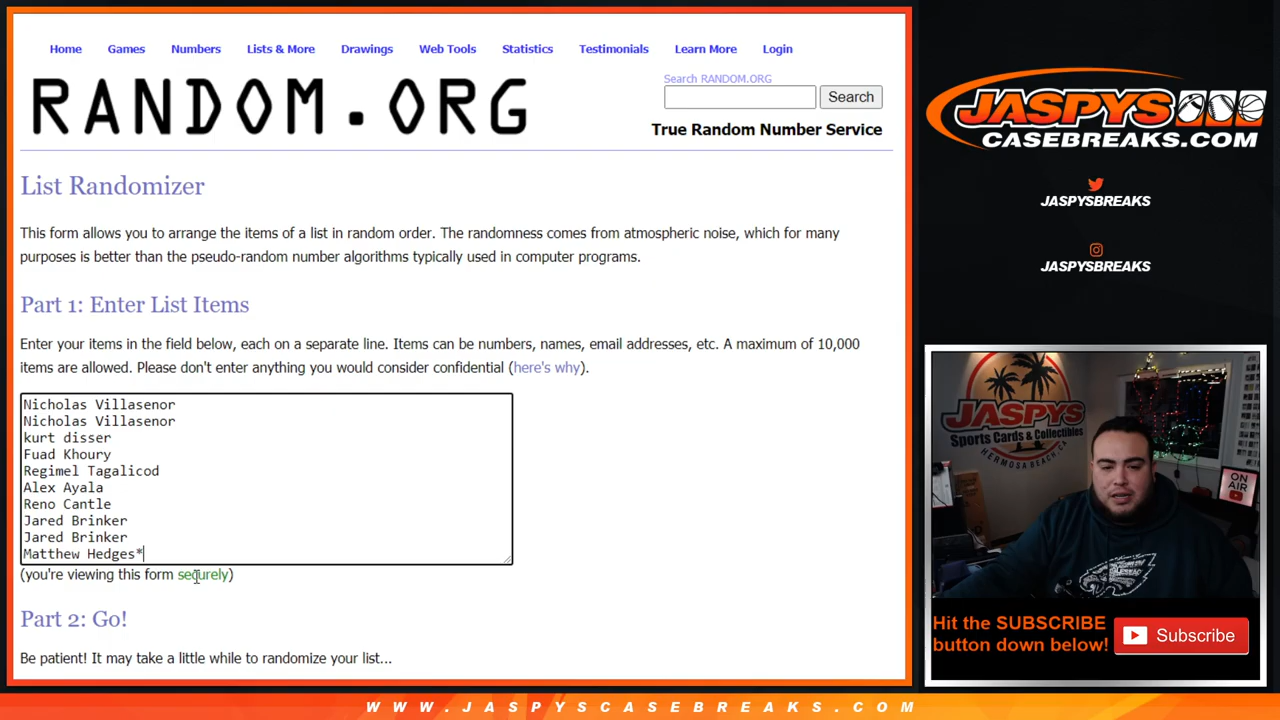 Home Games Numbers Lists & More Drawings Web Tools Statistics Testimonials Learn More Login
RANDOM.ORG
Search RANDOM.ORG
Search
True Random Number Service
List Randomizer
This form allows you to arrange the items of a list in random order. The randomness comes from atmospheric noise, which for many
purposes is better than the pseudo-random number algorithms typically used in computer programs.
Part 1: Enter List Items
Enter your items in the field below, each on a separate line. Items can be numbers, names, email addresses, etc. A maximum of 10,000
items are allowed. Please don't enter anything you would consider confidential (here's why).
Nicholas Villasenor
Nicholas Villasenor
kurt disser
Fuad Khoury
Regimel Tagalicod
Alex Ayala
Reno Cantle
Jared Brinker
Jared Brinker
Matthew Hedges*
(you're viewing this form securely)
Part 2: Go!
Be patient! It may take a little while to randomize your list...
JASPYS
CASEBREAKS.COM
JASPYSBREAKS
JASPYSBREAKS
JASPYS
Sports Cards & Collectibles
HERMOSA BEACH, CA
ON AIR
Hit the SUBSCRIBE
button down below!
Subscribe
WWW.JASPYSCASEBREAKS.COM